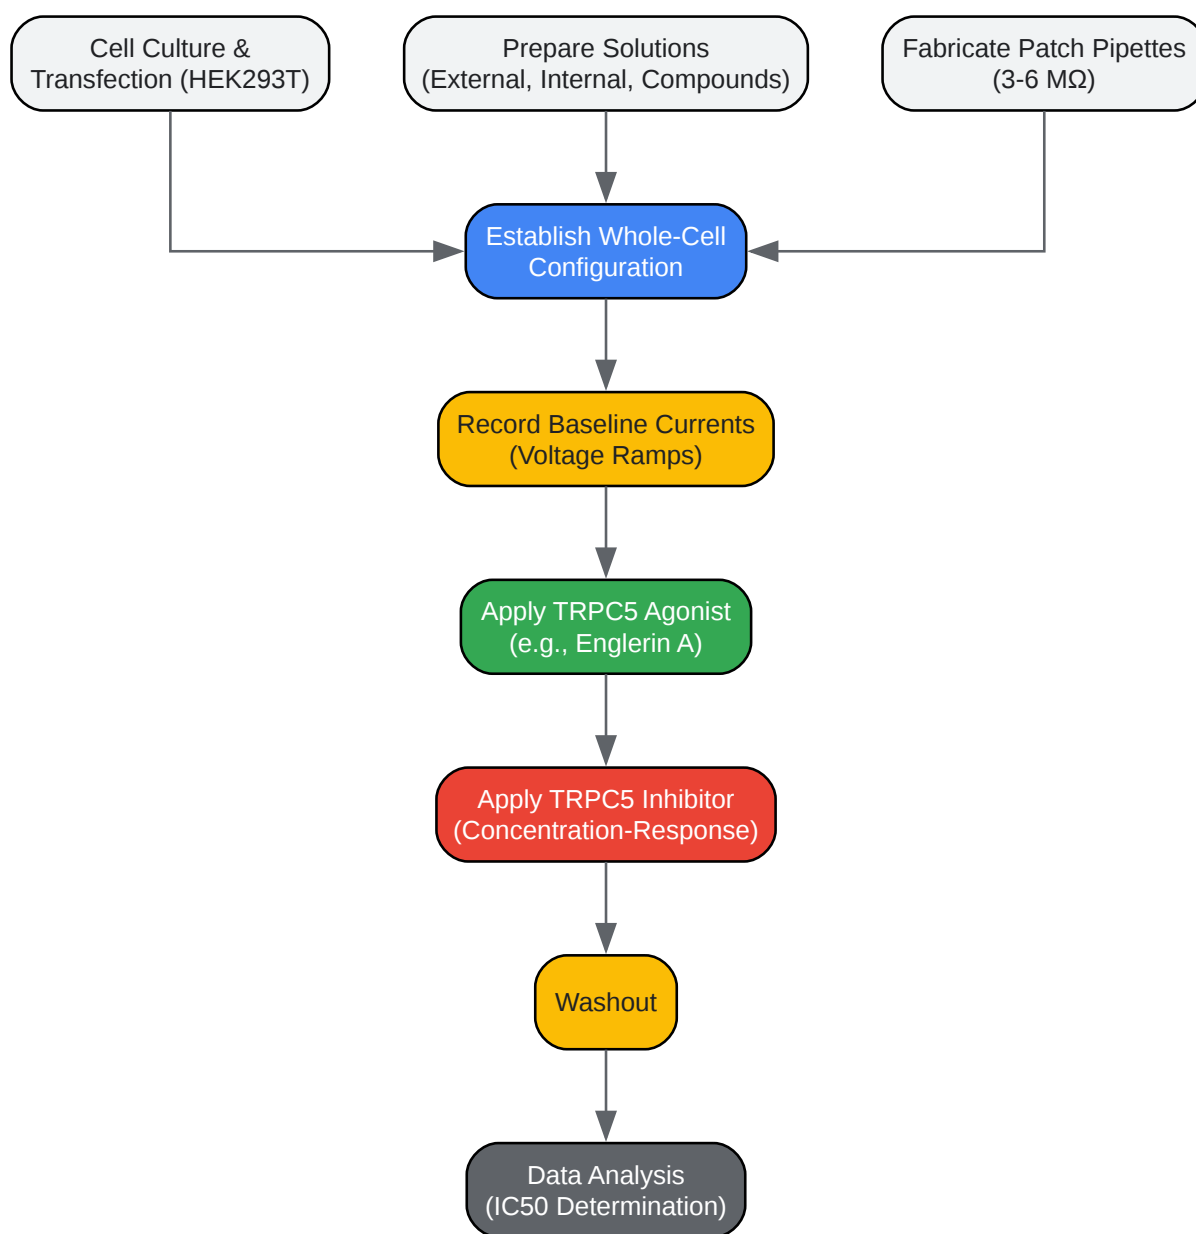 Cell Culture &
Transfection (HEK293T)
Prepare Solutions
(External, Internal, Compounds)
Fabricate Patch Pipettes
(3-6 MΩ)
Establish Whole-Cell
Configuration
Record Baseline Currents
(Voltage Ramps)
Apply TRPC5 Agonist
(e.g., Englerin A)
Apply TRPC5 Inhibitor
(Concentration-Response)
Washout
Data Analysis
(IC50 Determination)